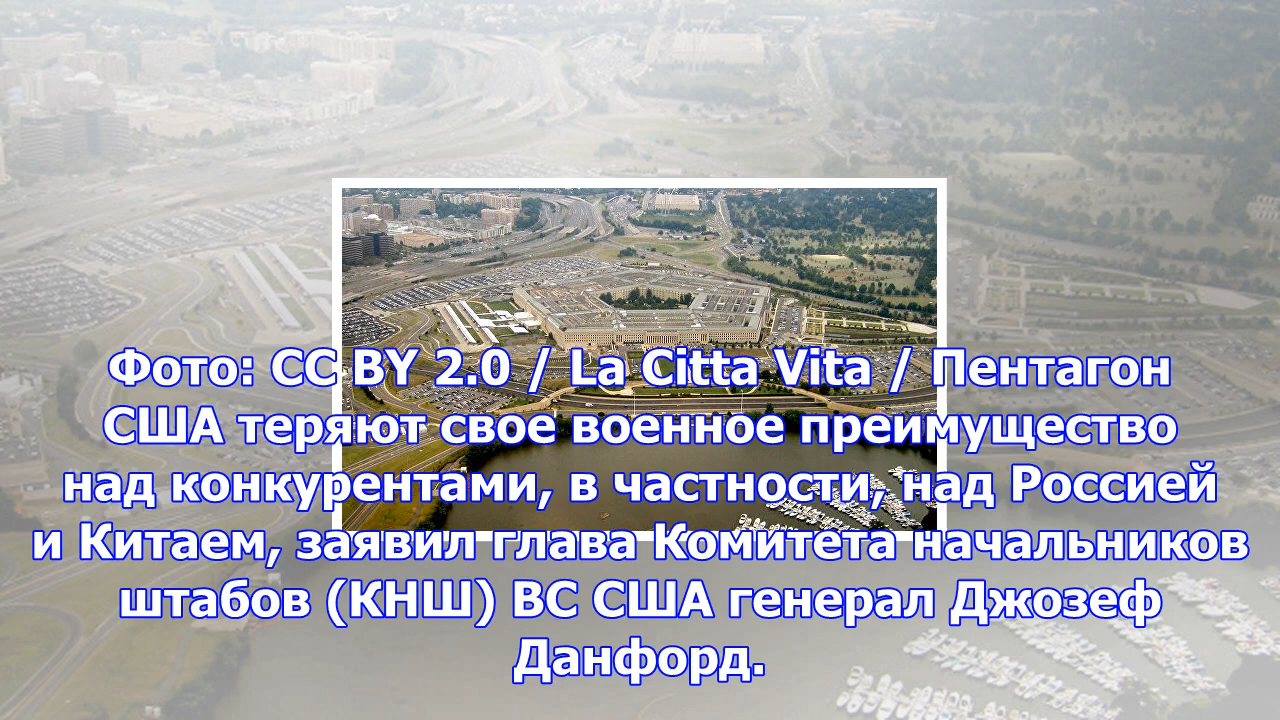 Фото: CC BY 2.0 / La Citta Vita / Пентагон
США теряют свое военное преимущество
над конкурентами, в частности, над Россией
и Китаем, заявил глава Комитета начальников
штабов (КНШ) ВС США генерал Джозеф
Данфорд.